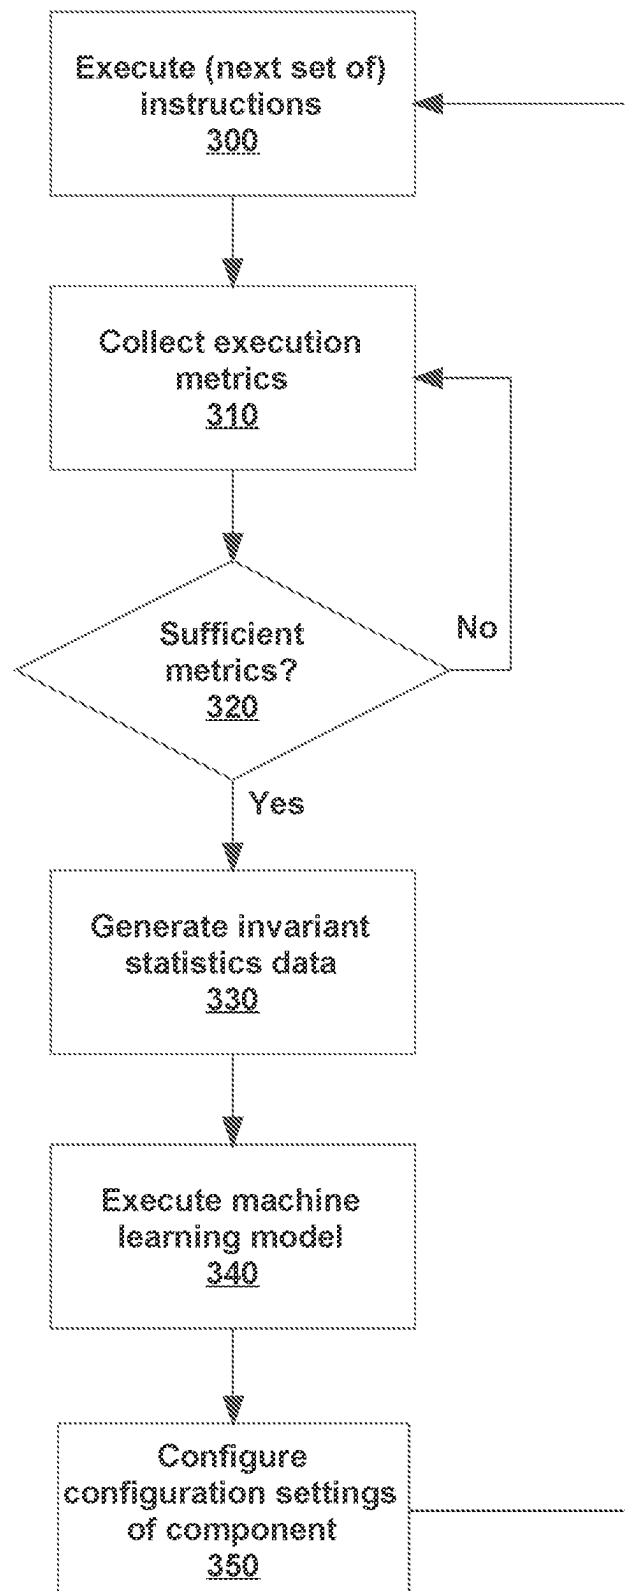 Execute (next set of)
instructions
300
Collect execution
metrics
310
Sufficient
metrics?
320
No
Yes
Generate invariant
statistics data
330
Execute machine
learning model
340
Configure
configuration settings
of component
350